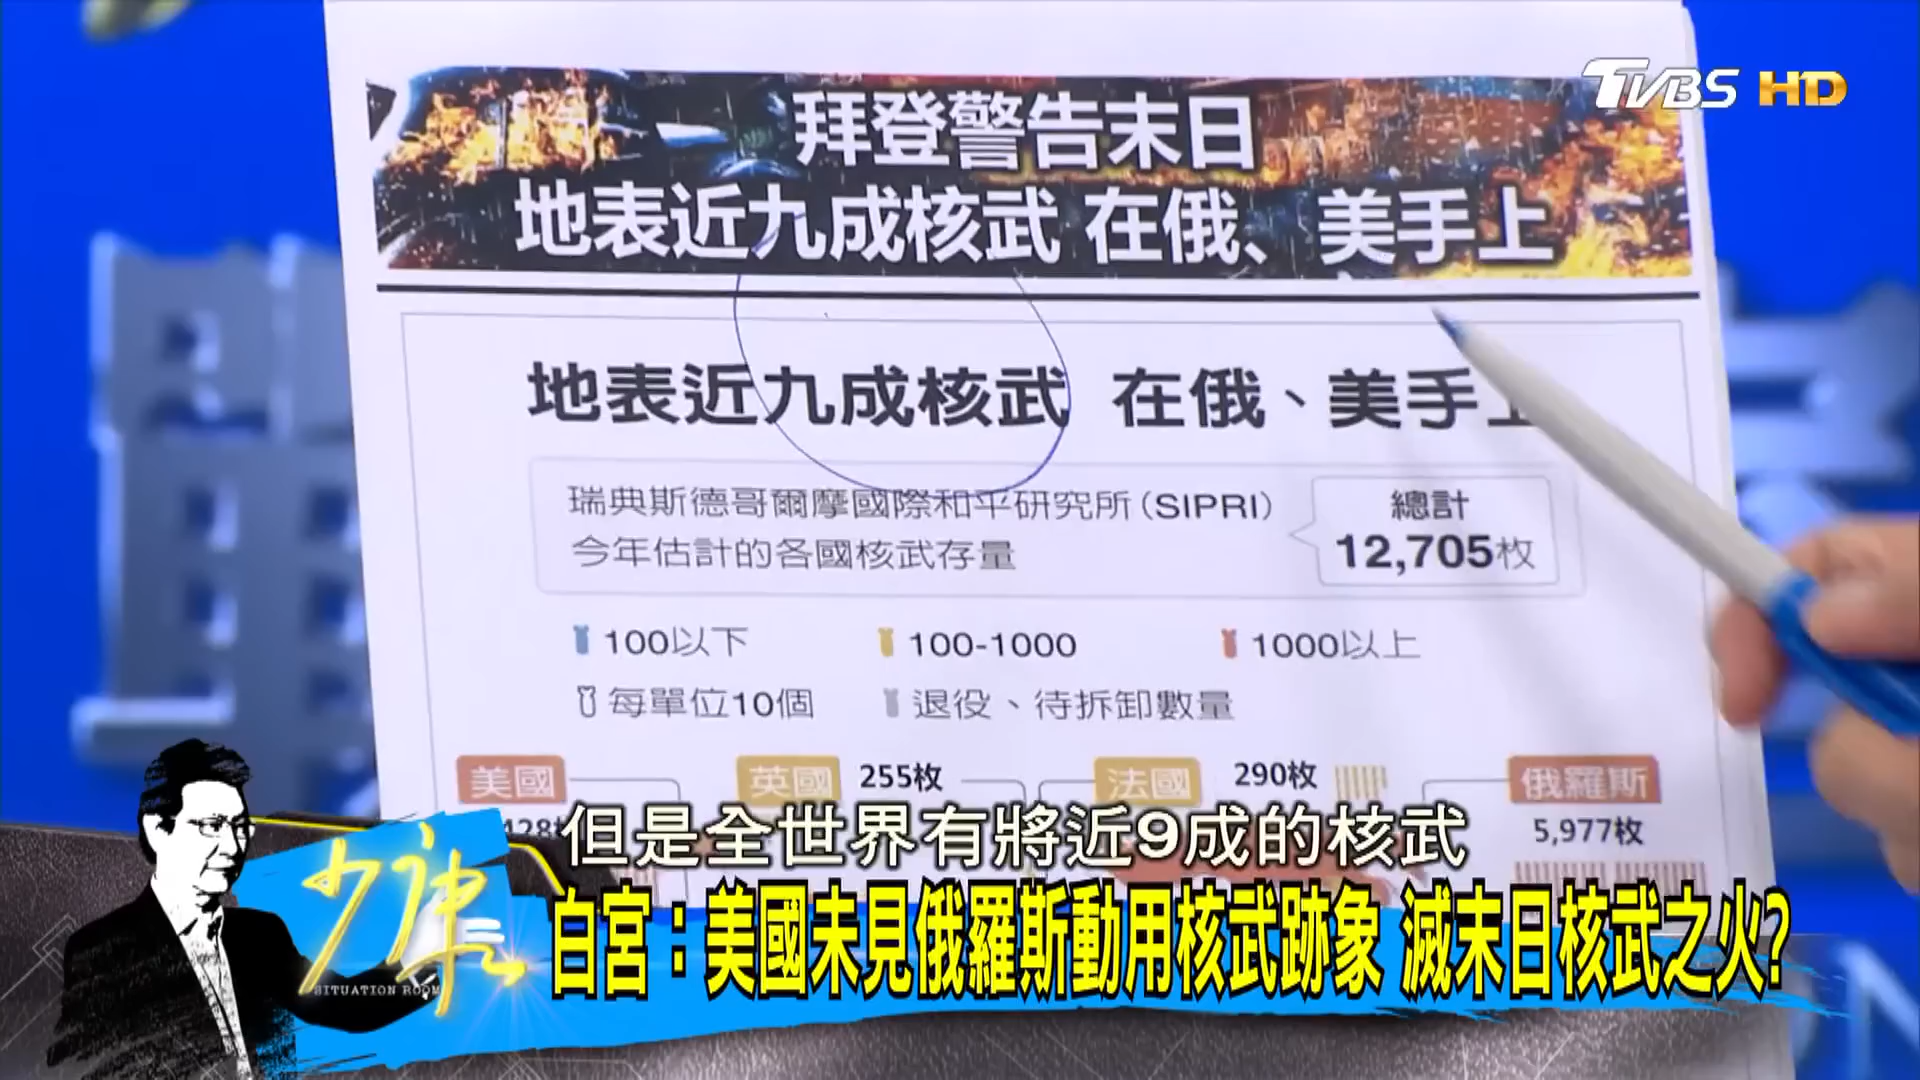 TVBS HD
拜登警告末日
地表近九成核武 在俄、美手上
地表近九成核武 在俄、美手上
瑞典斯德哥爾摩國際和平研究所(SIPRI)
今年估計的各國核武存量
總計
12,705枚
100以下
100-1000
1000以上
每單位10個
退役、待拆卸數量
美國
英國 255枚
法國 290枚
俄羅斯
5,977枚
但是全世界有將近9成的核武
少康
SITUATION ROOM
白宮：美國未見俄羅斯動用核武跡象 滅末日核武之火?